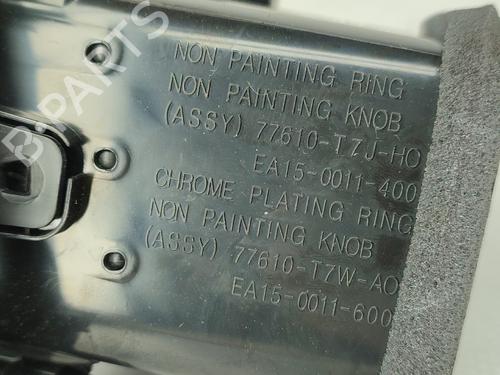 NON PAINTING RING
NON PAINTING KNOB
(ASSY) 77610-T7J-HO
EA15-0011-400
CHROME PLATING RING
NON PAINTING KNOB
(ASSY) 77610-T7W-AO
EA15-0011-600
B-PARTS